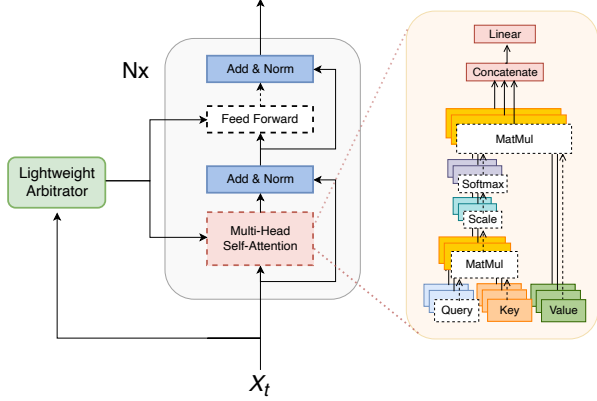 Nx
Add & Norm
Feed Forward
Add & Norm
Lightweight
Arbitrator
Multi-Head
Self-Attention
X_t
Linear
Concatenate
MatMul
Softmax
Scale
MatMul
Query
Key
Value